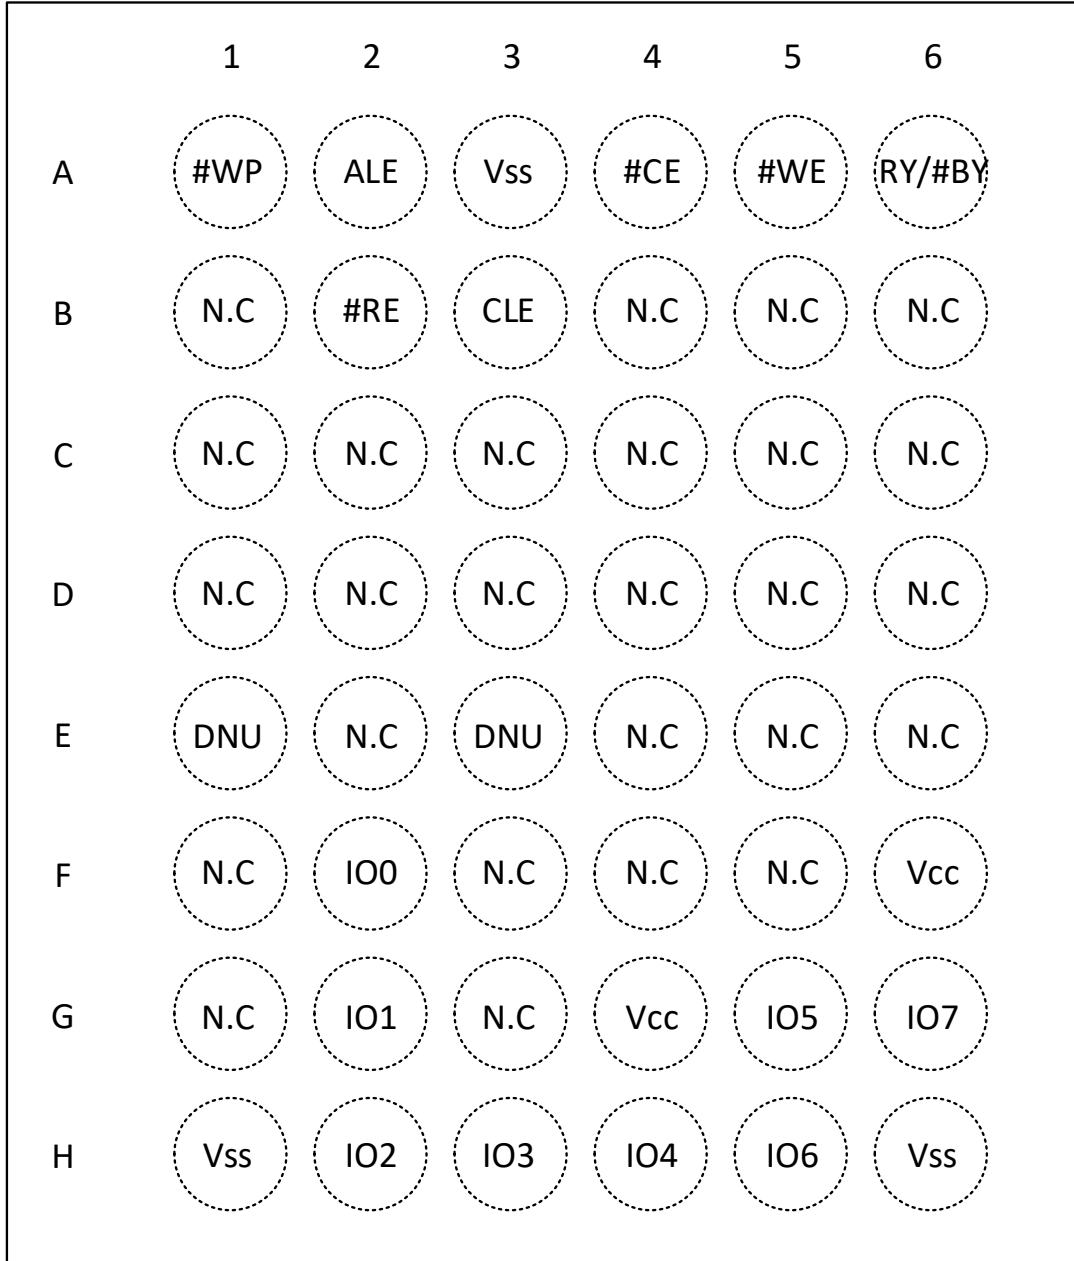 1 2 3 4 5 6
A #WP ALE Vss #CE #WE RY/#BY
B N.C #RE CLE N.C N.C N.C
C N.C N.C N.C N.C N.C N.C
D N.C N.C N.C N.C N.C N.C
E DNU N.C DNU N.C N.C N.C
F N.C IO0 N.C N.C N.C Vcc
G N.C IO1 N.C Vcc IO5 IO7
H Vss IO2 IO3 IO4 IO6 Vss